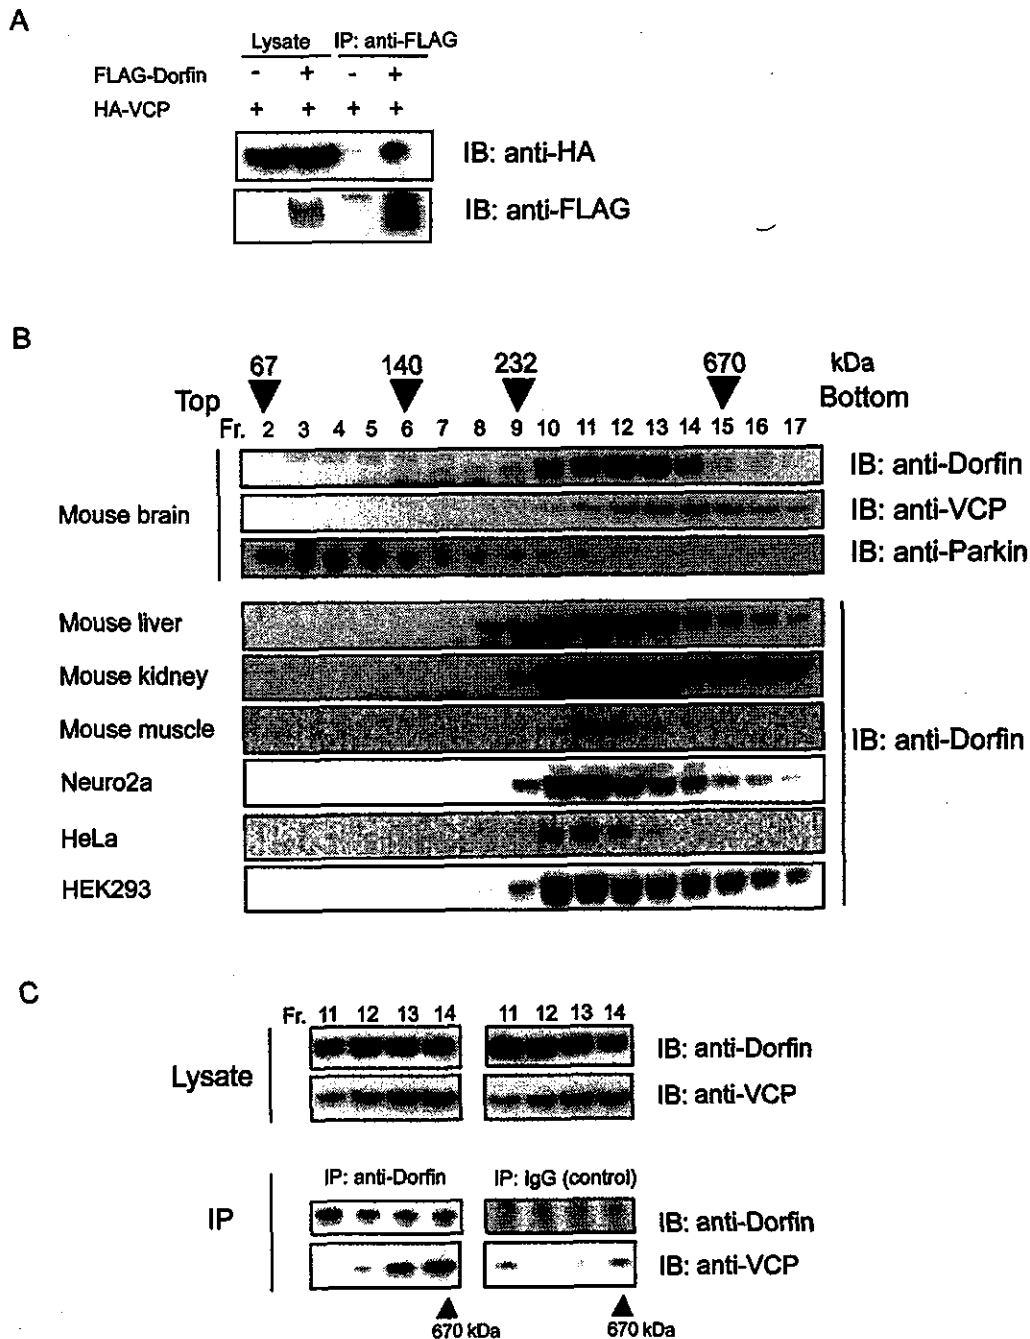 A
Lysate IP: anti-FLAG
FLAG-Dorfin - + - +
HA-VCP + + + +
IB: anti-HA
IB: anti-FLAG
B
67 140 232 670 kDa
Top Bottom
Fr. 2 3 4 5 6 7 8 9 10 11 12 13 14 15 16 17
IB: anti-Dorfin
Mouse brain IB: anti-VCP
IB: anti-Parkin
Mouse liver
Mouse kidney
Mouse muscle IB: anti-Dorfin
Neuro2a
HeLa
HEK293
C
Fr. 11 12 13 14 11 12 13 14
IB: anti-Dorfin
Lysate
IB: anti-VCP
IP: anti-Dorfin IP: IgG (control)
IP IB: anti-Dorfin
IB: anti-VCP
670 kDa 670 kDa